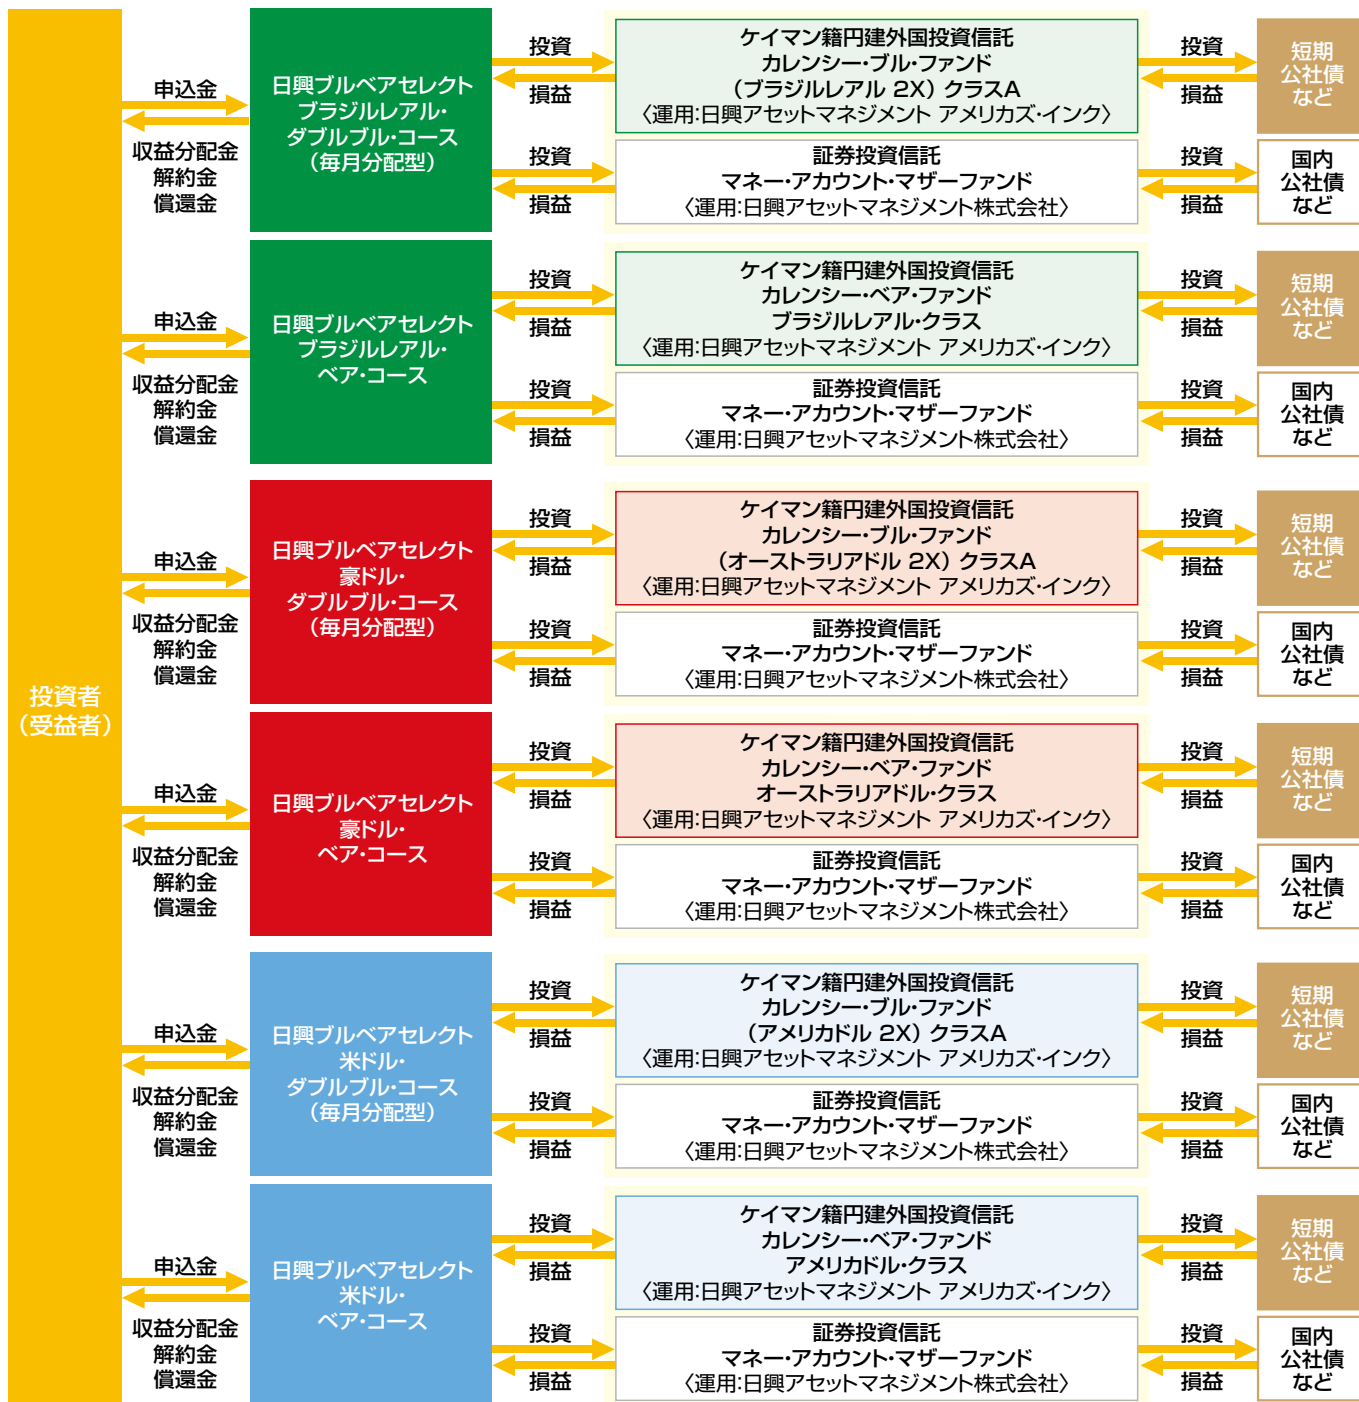 投資者
（受益者）
申込金
収益分配金
解約金
償還金
日興ブルベアセレクト
ブラジルレアル・
ダブルブル・コース
（毎月分配型）
投資
損益
ケイマン籍円建外国投資信託
カレンシー・ブル・ファンド
（ブラジルレアル 2X）クラスA
〈運用:日興アセットマネジメント アメリカズ・インク〉
投資
損益
短期
公社債
など
投資
損益
証券投資信託
マネー・アカウント・マザーファンド
〈運用:日興アセットマネジメント株式会社〉
投資
損益
国内
公社債
など
申込金
収益分配金
解約金
償還金
日興ブルベアセレクト
ブラジルレアル・
ベア・コース
投資
損益
ケイマン籍円建外国投資信託
カレンシー・ベア・ファンド
ブラジルレアル・クラス
〈運用:日興アセットマネジメント アメリカズ・インク〉
投資
損益
短期
公社債
など
投資
損益
証券投資信託
マネー・アカウント・マザーファンド
〈運用:日興アセットマネジメント株式会社〉
投資
損益
国内
公社債
など
申込金
収益分配金
解約金
償還金
日興ブルベアセレクト
豪ドル・
ダブルブル・コース
（毎月分配型）
投資
損益
ケイマン籍円建外国投資信託
カレンシー・ブル・ファンド
（オーストラリアドル 2X）クラスA
〈運用:日興アセットマネジメント アメリカズ・インク〉
投資
損益
短期
公社債
など
投資
損益
証券投資信託
マネー・アカウント・マザーファンド
〈運用:日興アセットマネジメント株式会社〉
投資
損益
国内
公社債
など
申込金
収益分配金
解約金
償還金
日興ブルベアセレクト
豪ドル・
ベア・コース
投資
損益
ケイマン籍円建外国投資信託
カレンシー・ベア・ファンド
オーストラリアドル・クラス
〈運用:日興アセットマネジメント アメリカズ・インク〉
投資
損益
短期
公社債
など
投資
損益
証券投資信託
マネー・アカウント・マザーファンド
〈運用:日興アセットマネジメント株式会社〉
投資
損益
国内
公社債
など
申込金
収益分配金
解約金
償還金
日興ブルベアセレクト
米ドル・
ダブルブル・コース
（毎月分配型）
投資
損益
ケイマン籍円建外国投資信託
カレンシー・ブル・ファンド
（アメリカドル 2X）クラスA
〈運用:日興アセットマネジメント アメリカズ・インク〉
投資
損益
短期
公社債
など
投資
損益
証券投資信託
マネー・アカウント・マザーファンド
〈運用:日興アセットマネジメント株式会社〉
投資
損益
国内
公社債
など
申込金
収益分配金
解約金
償還金
日興ブルベアセレクト
米ドル・
ベア・コース
投資
損益
ケイマン籍円建外国投資信託
カレンシー・ベア・ファンド
アメリカドル・クラス
〈運用:日興アセットマネジメント アメリカズ・インク〉
投資
損益
短期
公社債
など
投資
損益
証券投資信託
マネー・アカウント・マザーファンド
〈運用:日興アセットマネジメント株式会社〉
投資
損益
国内
公社債
など